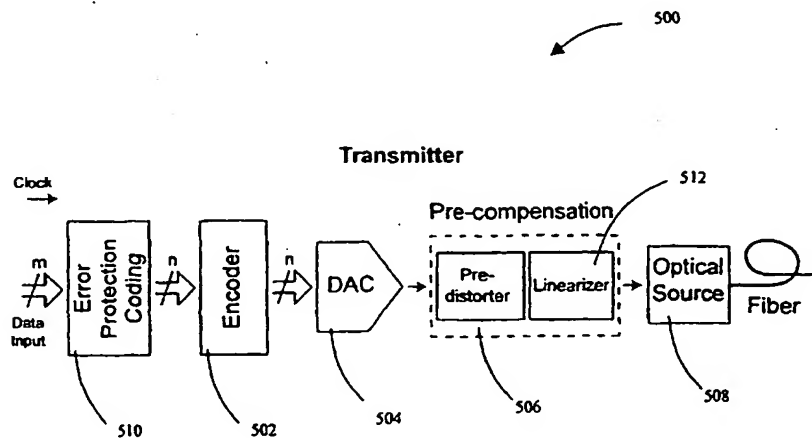 500
Transmitter
Clock
512
Pre-compensation
m
Error
Protection
Coding
n
Encoder
n
DAC
Pre-
distorter
Linearizer
Optical
Source
Data
Input
Fiber
510
502
504
506
508